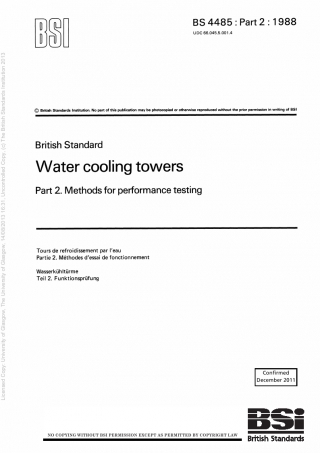 BSI
BS 4485 : Part 2 : 1988
UDC 66.045.5.001.4
© British Standards Institution. No part of this publication may be photocopied or otherwise reproduced without the prior permission in writing of BSI
British Standard
Water cooling towers
Part 2. Methods for performance testing
Tours de refroidissement par l'eau
Partie 2. Méthodes d'essai de fonctionnement
Wasserkühltürme
Teil 2. Funktionsprüfung
Confirmed
December 2011
BSi
British Standards
NO COPYING WITHOUT BSI PERMISSION EXCEPT AS PERMITTED BY COPYRIGHT LAW
Licensed Copy: University of Glasgow, The University of Glasgow, 14/04/2013 10:31, Uncontrolled Copy, (c) The British Standards Institution 2013